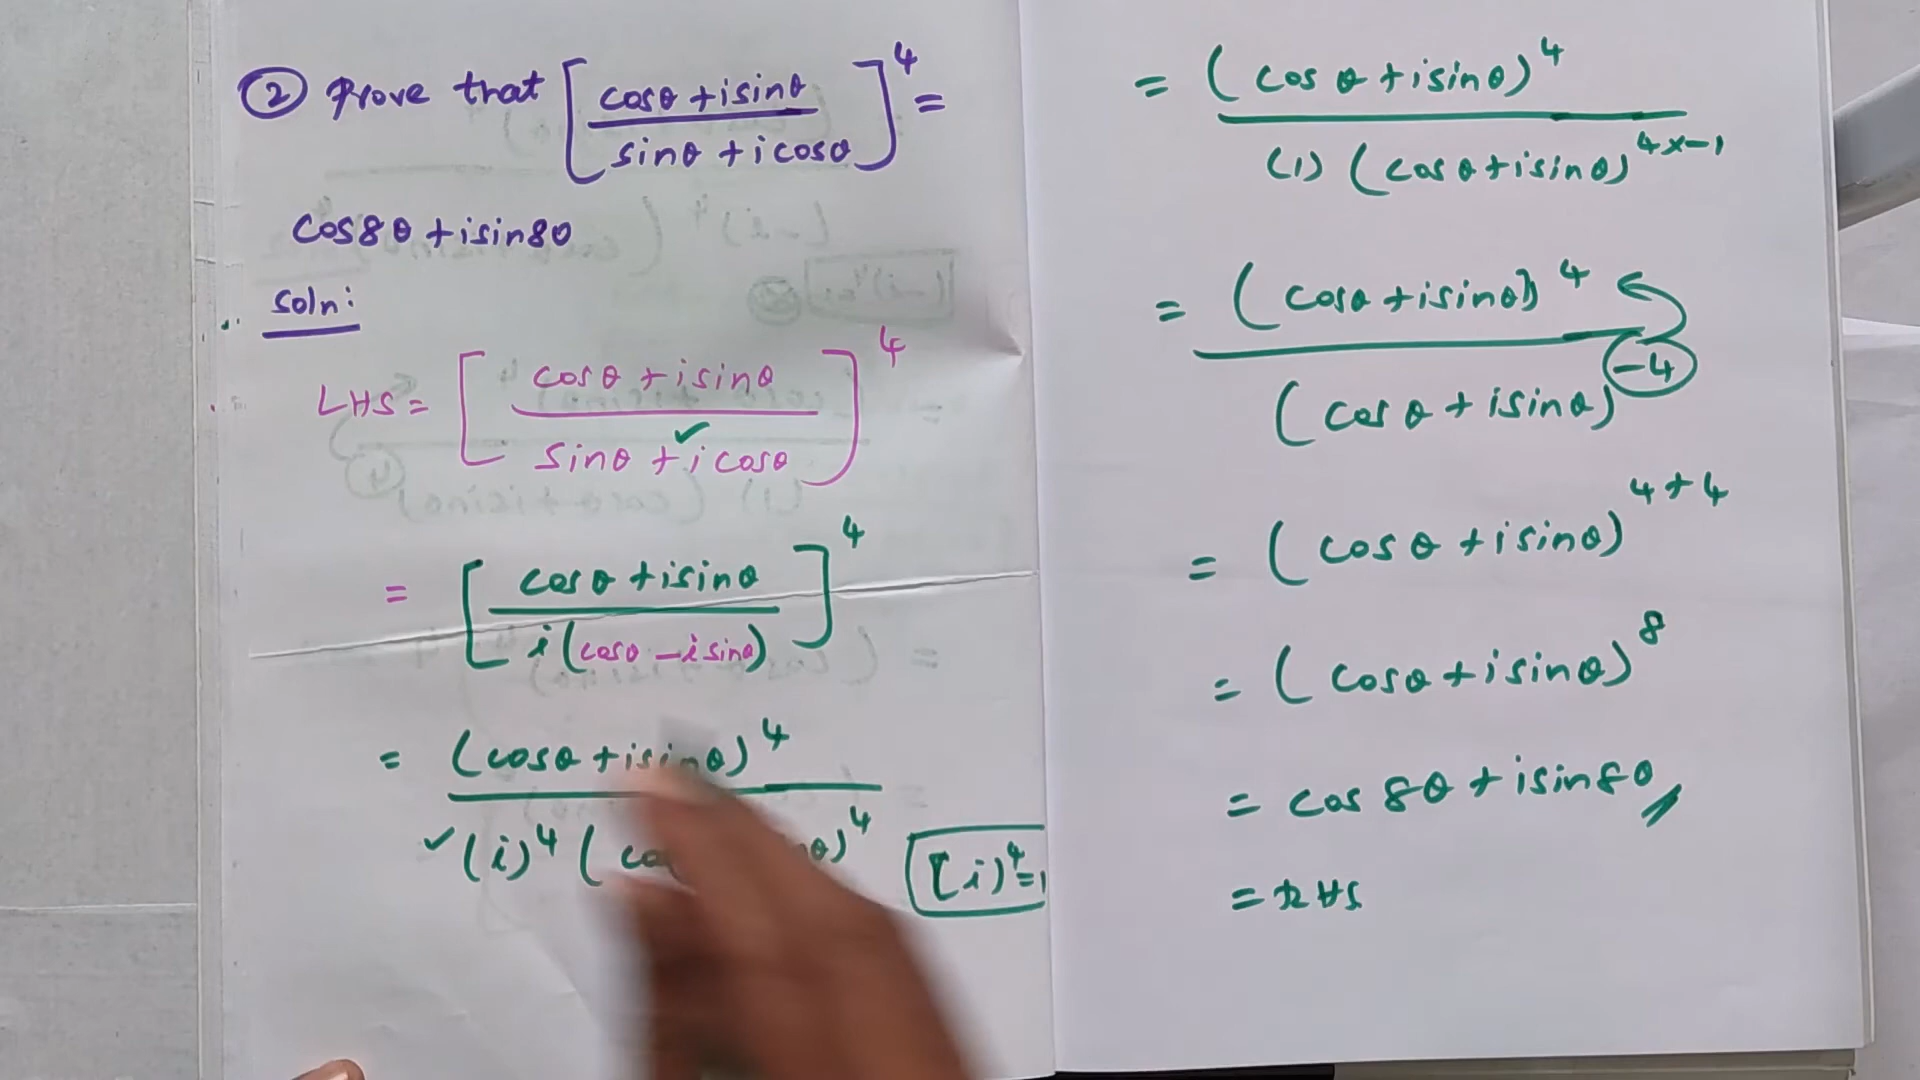 ② Prove that [ (cosθ + isinθ) / (sinθ + icosθ) ]⁴ =
cos8θ + isin8θ
Soln:
LHS = [ (cosθ + isinθ) / (sinθ + icosθ) ]⁴
= [ (cosθ + isinθ) / i(cosθ - isinθ) ]⁴
= (cosθ + isinθ)⁴
✓ (i)⁴ (
[i)⁴ = 1
= (cosθ + isinθ)⁴ / (1) (cosθ + isinθ)^4×-1
= (cosθ + isinθ)⁴ / (cosθ + isinθ)^-4
= (cosθ + isinθ)^4+4
= (cosθ + isinθ)⁸
= cos8θ + isin8θ
= RHS